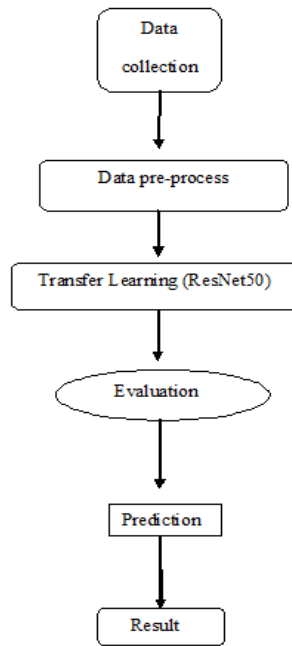 Data
collection
Data pre-process
Transfer Learning (ResNet50)
Evaluation
Prediction
Result